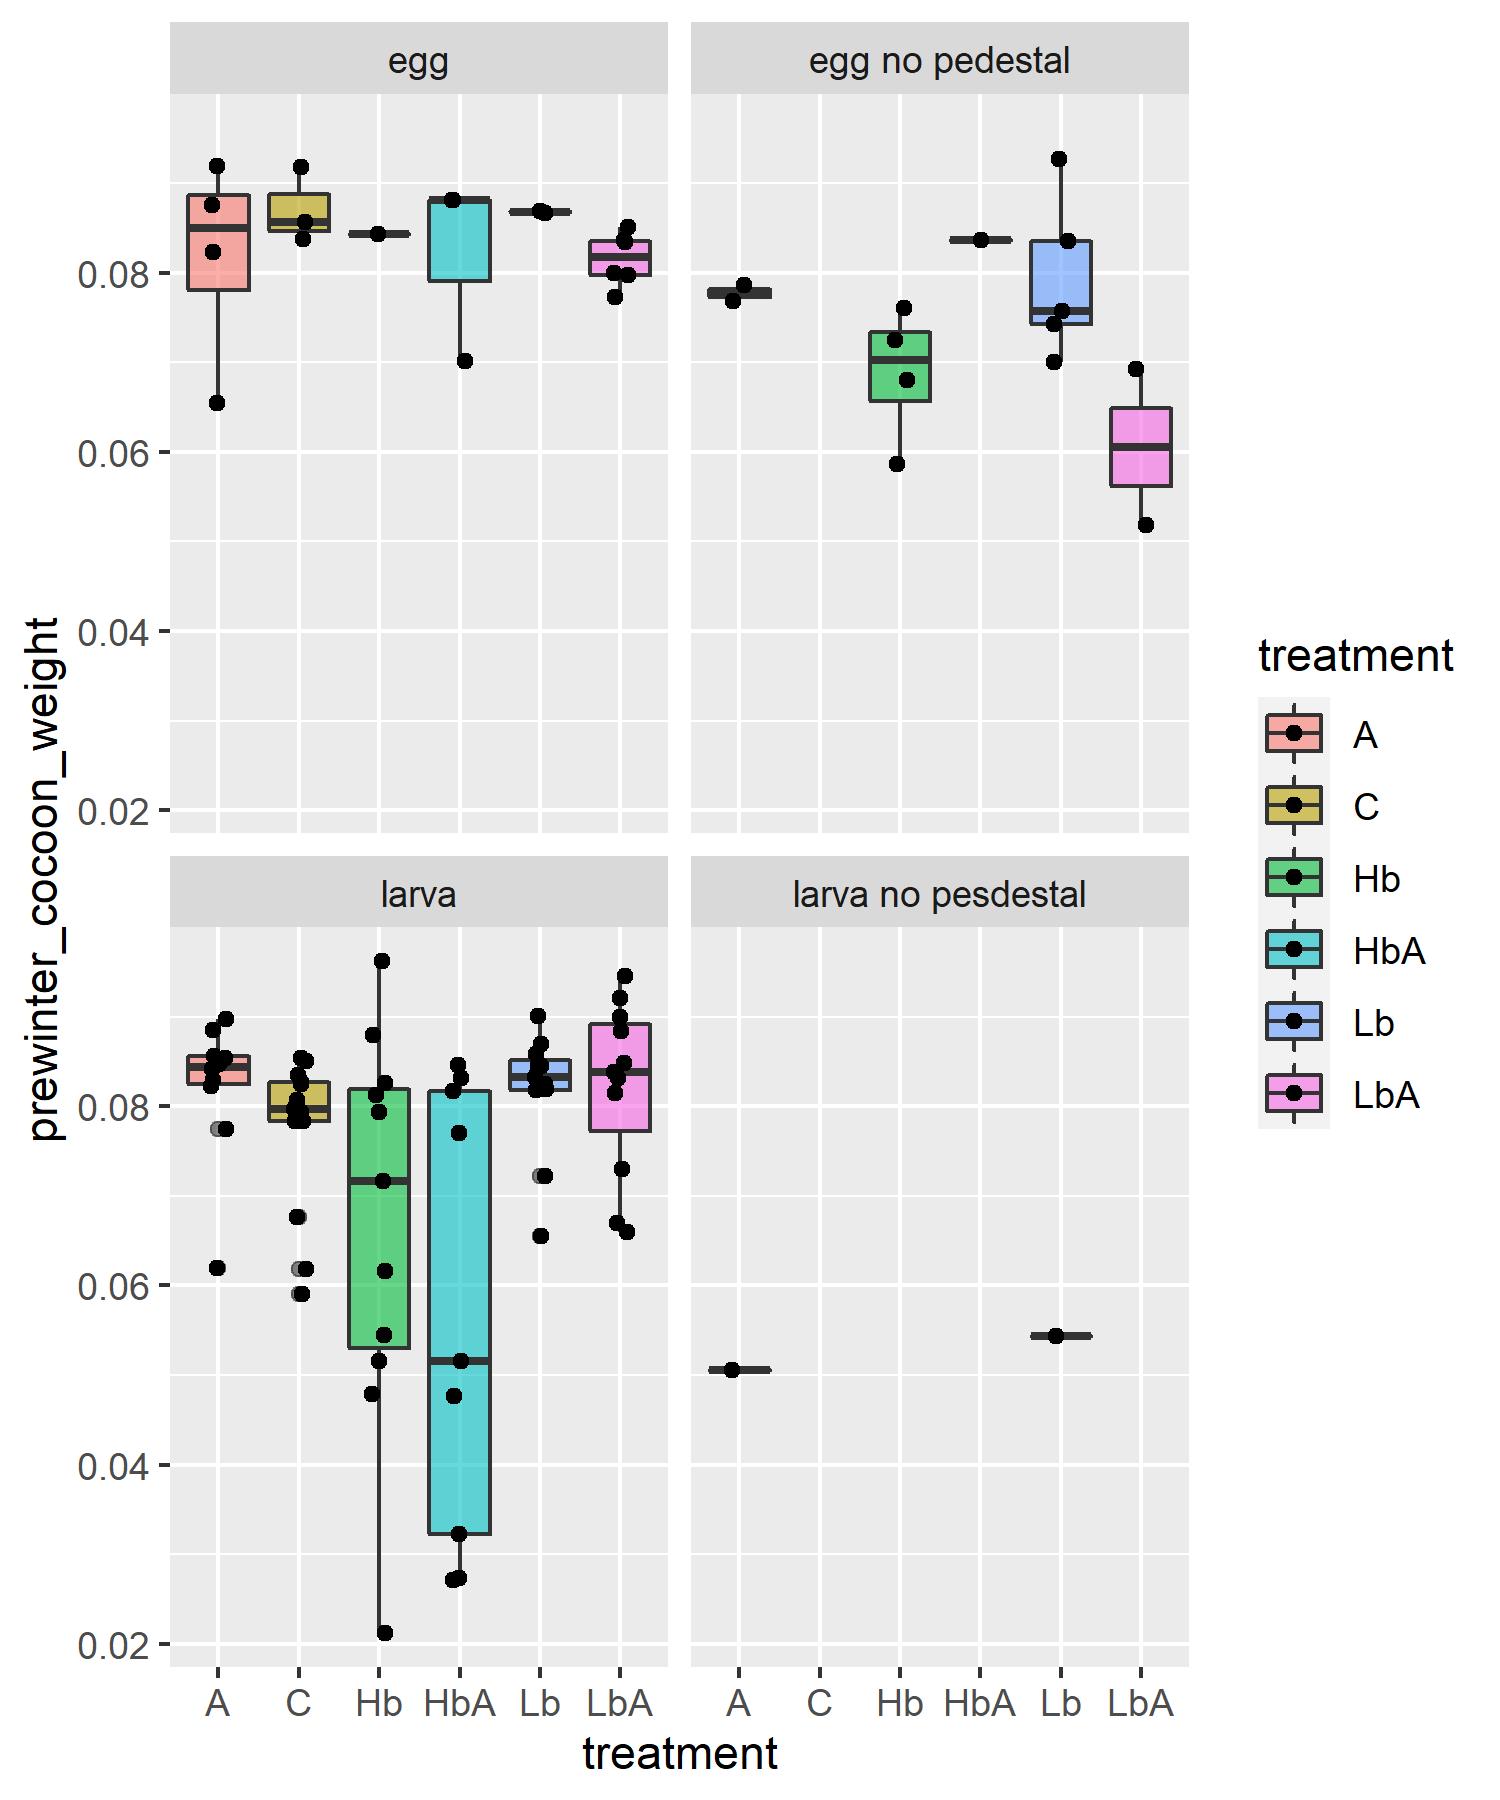 egg
egg no pedestal
0.08
0.06
0.04
0.02
larva
larva no pesdestal
0.08
0.06
0.04
0.02
A C Hb HbA Lb LbA
A C Hb HbA Lb LbA
treatment
prewinter_cocoon_weight
treatment
A
C
Hb
HbA
Lb
LbA